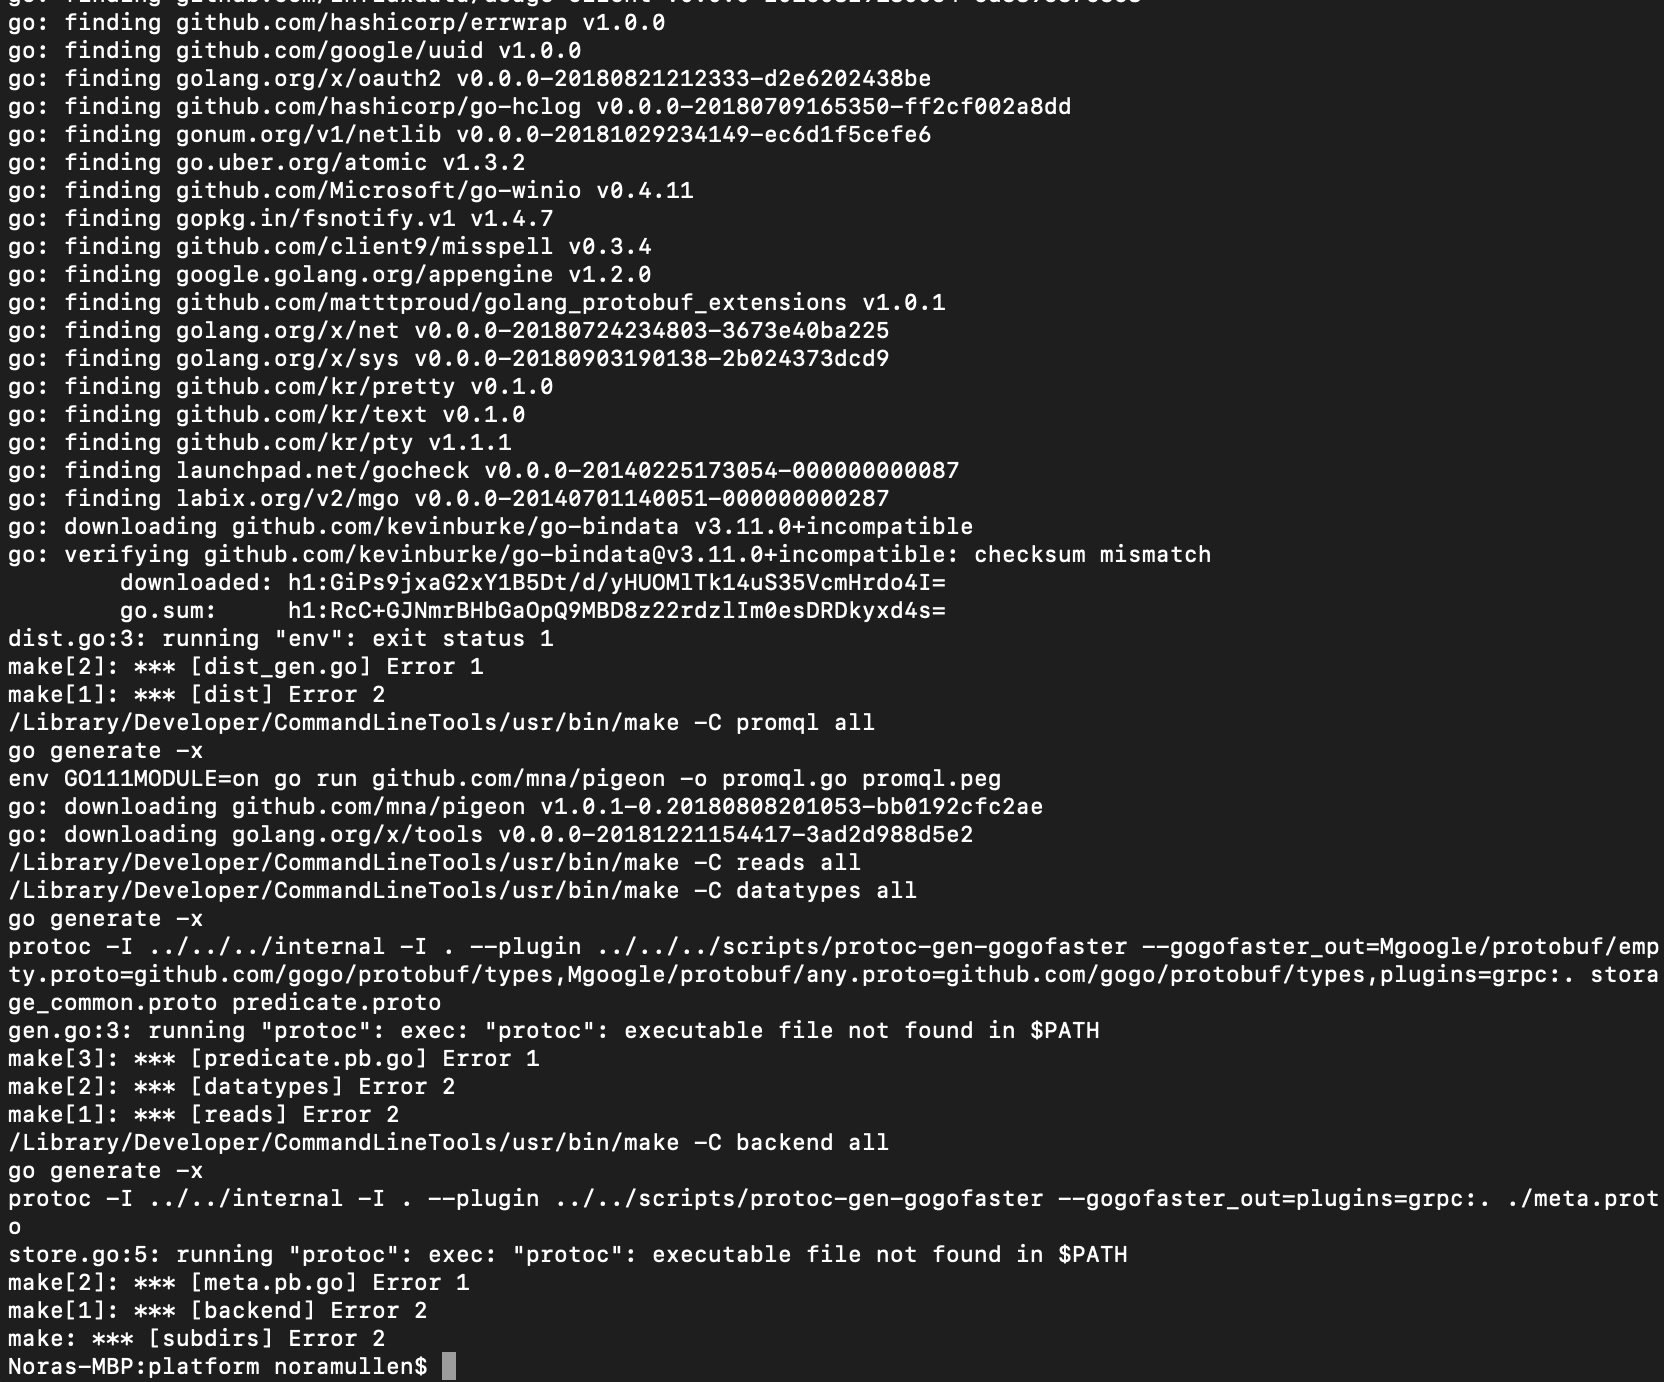 go: finding github.com/hashicorp/errwrap v1.0.0
go: finding github.com/google/uuid v1.0.0
go: finding golang.org/x/oauth2 v0.0.0-20180821212333-d2e6202438be
go: finding github.com/hashicorp/go-hclog v0.0.0-20180709165350-ff2cf002a8dd
go: finding gonum.org/v1/netlib v0.0.0-20181029234149-ec6d1f5cefe6
go: finding go.uber.org/atomic v1.3.2
go: finding github.com/Microsoft/go-winio v0.4.11
go: finding gopkg.in/fsnotify.v1 v1.4.7
go: finding github.com/client9/misspell v0.3.4
go: finding google.golang.org/appengine v1.2.0
go: finding github.com/matttproud/golang_protobuf_extensions v1.0.1
go: finding golang.org/x/net v0.0.0-20180724234803-3673e40ba225
go: finding golang.org/x/sys v0.0.0-20180903190138-2b024373dcd9
go: finding github.com/kr/pretty v0.1.0
go: finding github.com/kr/text v0.1.0
go: finding github.com/kr/pty v1.1.1
go: finding launchpad.net/gocheck v0.0.0-20140225173054-000000000087
go: finding labix.org/v2/mgo v0.0.0-20140701140051-000000000287
go: downloading github.com/kevinburke/go-bindata v3.11.0+incompatible
go: verifying github.com/kevinburke/go-bindata@v3.11.0+incompatible: checksum mismatch
downloaded: h1:GiPs9jxaG2xY1B5Dt/d/yHUOMlTk14uS35VcmHrdo4I=
go.sum: h1:RcC+GJNmrBHbGaOpQ9MBD8z22rdzlIm0esDRDkyxd4s=
dist.go:3: running "env": exit status 1
make[2]: *** [dist_gen.go] Error 1
make[1]: *** [dist] Error 2
/Library/Developer/CommandLineTools/usr/bin/make -C promql all
go generate -x
env GO111MODULE=on go run github.com/mna/pigeon -o promql.go promql.peg
go: downloading github.com/mna/pigeon v1.0.1-0.20180808201053-bb0192cfc2ae
go: downloading golang.org/x/tools v0.0.0-20181221154417-3ad2d988d5e2
/Library/Developer/CommandLineTools/usr/bin/make -C reads all
/Library/Developer/CommandLineTools/usr/bin/make -C datatypes all
go generate -x
protoc -I ../../../internal -I . --plugin ../../../scripts/protoc-gen-gogofaster --gogofaster_out=Mgoogle/protobuf/emp
ty.proto=github.com/gogo/protobuf/types,Mgoogle/protobuf/any.proto=github.com/gogo/protobuf/types,plugins=grpc:. stora
ge_common.proto predicate.proto
gen.go:3: running "protoc": exec: "protoc": executable file not found in $PATH
make[3]: *** [predicate.pb.go] Error 1
make[2]: *** [datatypes] Error 2
make[1]: *** [reads] Error 2
/Library/Developer/CommandLineTools/usr/bin/make -C backend all
go generate -x
protoc -I ../../internal -I . --plugin ../../scripts/protoc-gen-gogofaster --gogofaster_out=plugins=grpc:. ./meta.prot
o
store.go:5: running "protoc": exec: "protoc": executable file not found in $PATH
make[2]: *** [meta.pb.go] Error 1
make[1]: *** [backend] Error 2
make: *** [subdirs] Error 2
Noras-MBP:platform noramullen$